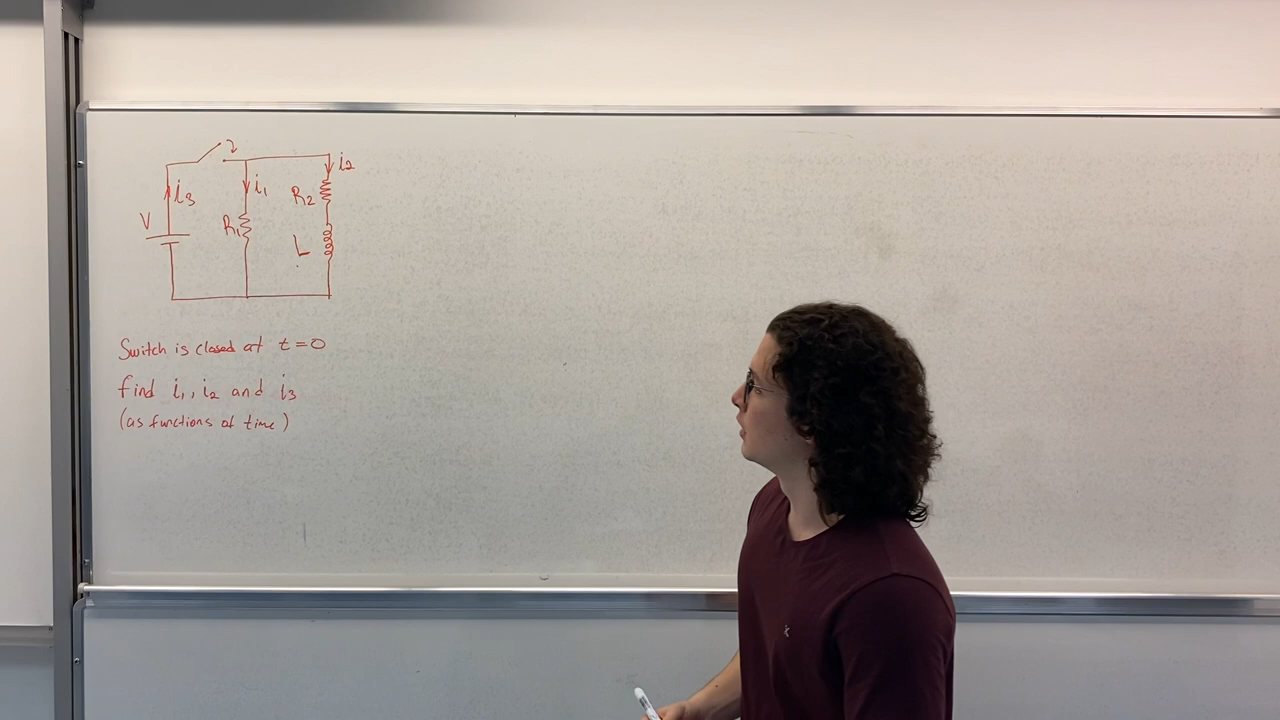 i₂
i₃
i₁
R₂
V
R₁
L
Switch is closed at t=0
find i₁, i₂ and i₃
(as functions of time)